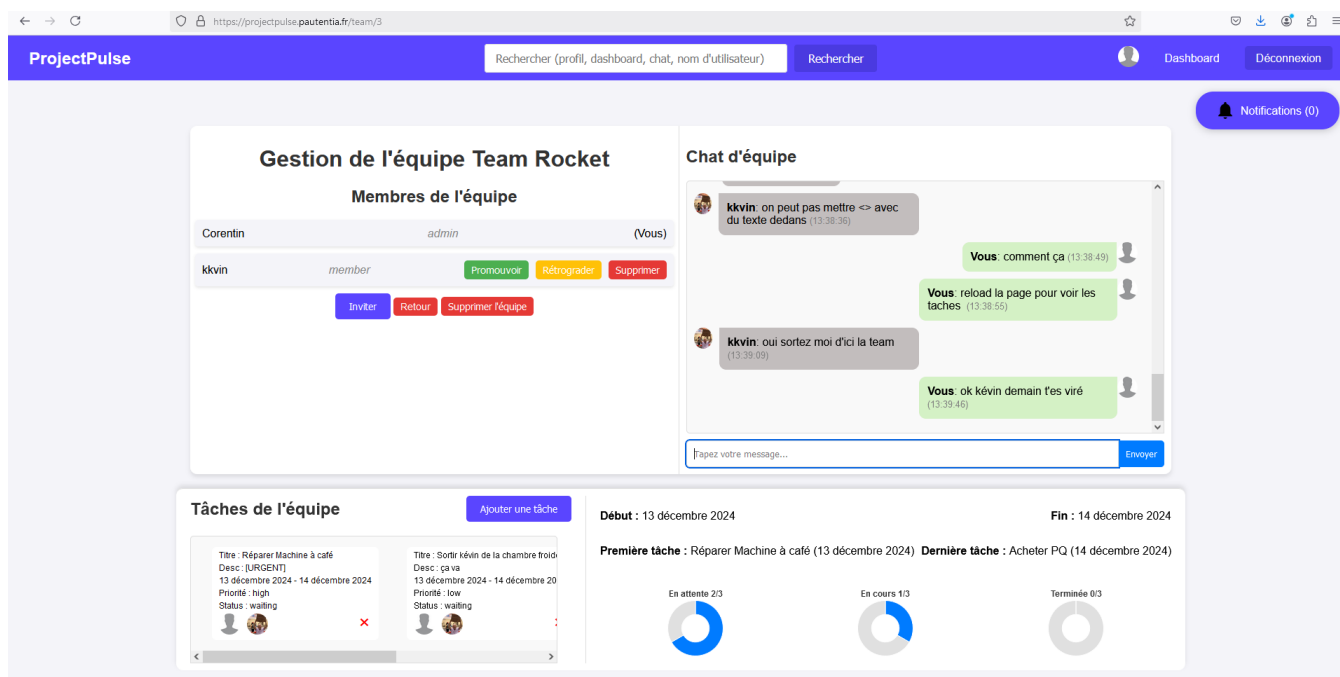 https://projectpulse.pautentia.fr/team/3
ProjectPulse
Rechercher (profil, dashboard, chat, nom d'utilisateur)
Rechercher
Dashboard
Déconnexion
Notifications (0)
Gestion de l'équipe Team Rocket
Membres de l'équipe
Corentin admin (Vous)
kkvin member Promouvoir Rétrograder Supprimer
Inviter Retour Supprimer l'équipe
Chat d'équipe
kkvin: on peut pas mettre <> avec
du texte dedans (13:38:36)
Vous: comment ça (13:38:49)
Vous: reload la page pour voir les
taches (13:38:55)
kkvin: oui sortez moi d'ici la team
(13:39:09)
Vous: ok kévin demain t'es viré
(13:39:46)
Tapez votre message...
Envoyer
Tâches de l'équipe
Ajouter une tâche
Titre : Réparer Machine à café
Desc : [URGENT]
13 décembre 2024 - 14 décembre 2024
Priorité : high
Status : waiting
Titre : Sortir kévin de la chambre froide
Desc : ça va
13 décembre 2024 - 14 décembre 20
Priorité : low
Status : waiting
Début : 13 décembre 2024
Fin : 14 décembre 2024
Première tâche : Réparer Machine à café (13 décembre 2024)
Dernière tâche : Acheter PQ (14 décembre 2024)
En attente 2/3
En cours 1/3
Terminée 0/3